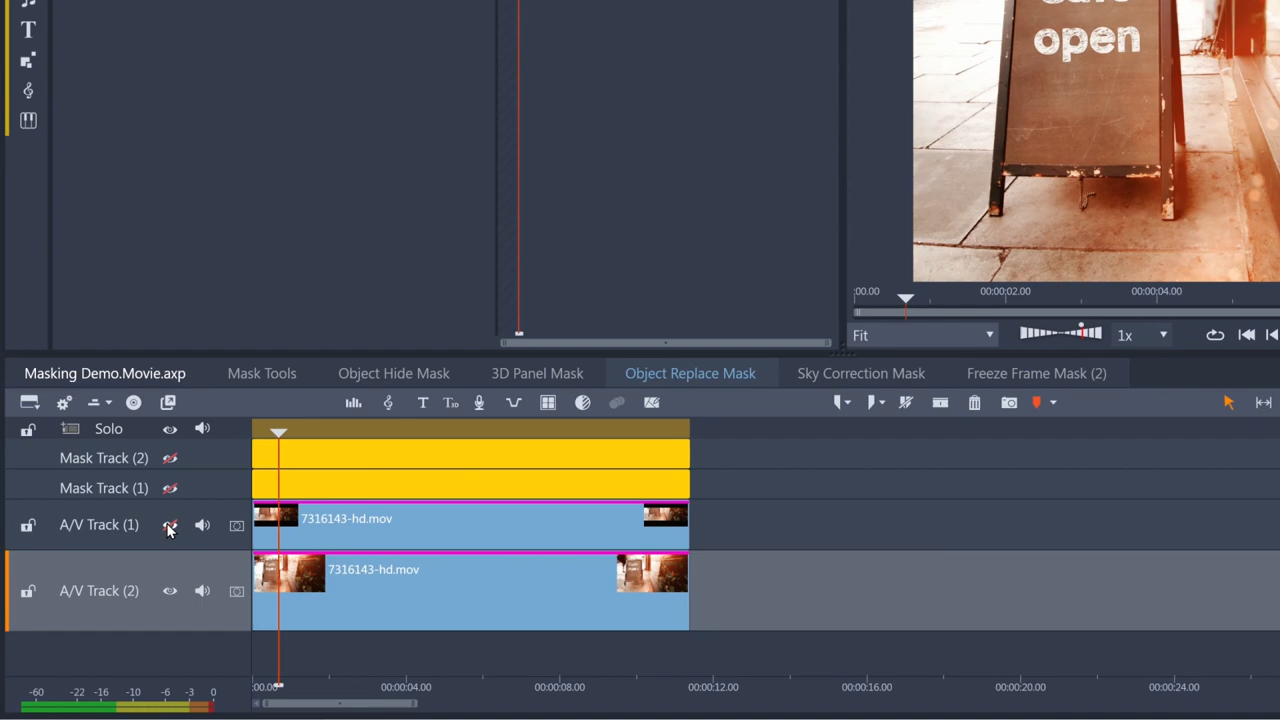 open
T
;00.00 00:00:02.00 00:00:04.00
Fit 1x
Masking Demo.Movie.axp Mask Tools Object Hide Mask 3D Panel Mask Object Replace Mask Sky Correction Mask Freeze Frame Mask (2)
T T3D
Solo
Mask Track (2)
Mask Track (1)
A/V Track (1) 7316143-hd.mov
A/V Track (2) 7316143-hd.mov
-60 -22 -16 -10 -6 -3 0 :00.00 00:00:04.00 00:00:08.00 00:00:12.00 00:00:16.00 00:00:20.00 00:00:24.00